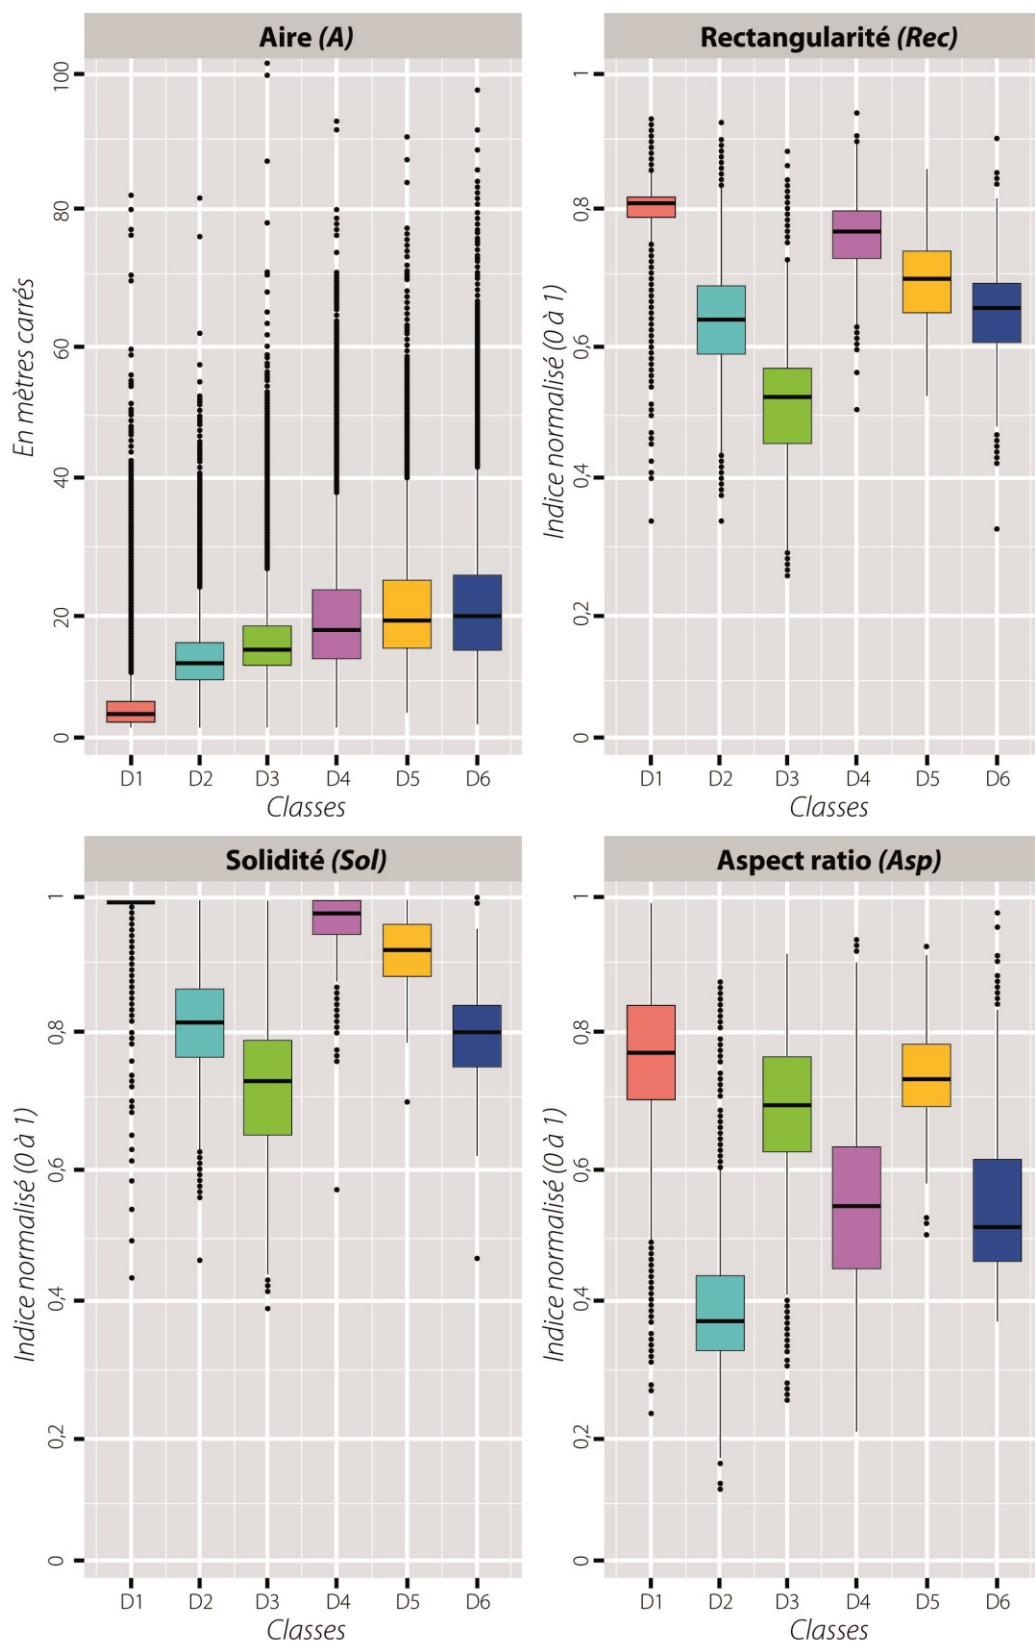 Aire (A)
En mètres carrés
100
80
60
40
20
0
D1 D2 D3 D4 D5 D6
Classes
Rectangularité (Rec)
Indice normalisé (0 à 1)
1
0,8
0,6
0,4
0,2
0
D1 D2 D3 D4 D5 D6
Classes
Solidité (Sol)
Indice normalisé (0 à 1)
1
0,8
0,6
0,4
0,2
0
D1 D2 D3 D4 D5 D6
Classes
Aspect ratio (Asp)
Indice normalisé (0 à 1)
1
0,8
0,6
0,4
0,2
0
D1 D2 D3 D4 D5 D6
Classes